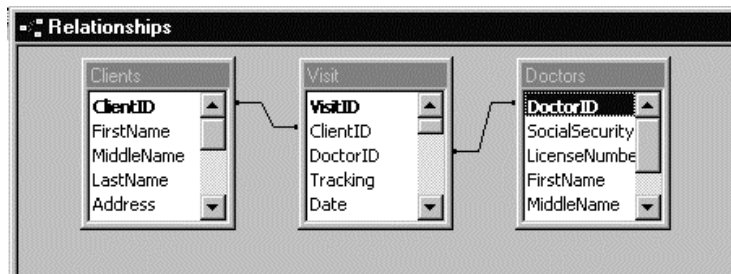 Relationships
Clients
ClientID
FirstName
MiddleName
LastName
Address
Visit
VisitID
ClientID
DoctorID
Tracking
Date
Doctors
DoctorID
SocialSecurity
LicenseNumbe
FirstName
MiddleName